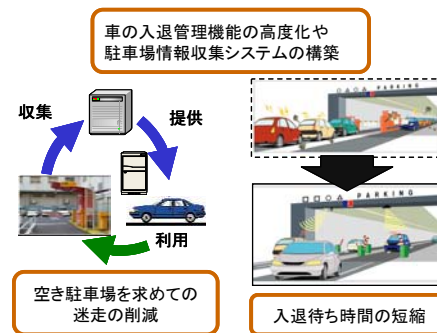 車の入退管理機能の高度化や
駐車場情報収集システムの構築
収集
提供
利用
空き駐車場を求めての
迷走の削減
PARKING
PARKING
入退待ち時間の短縮